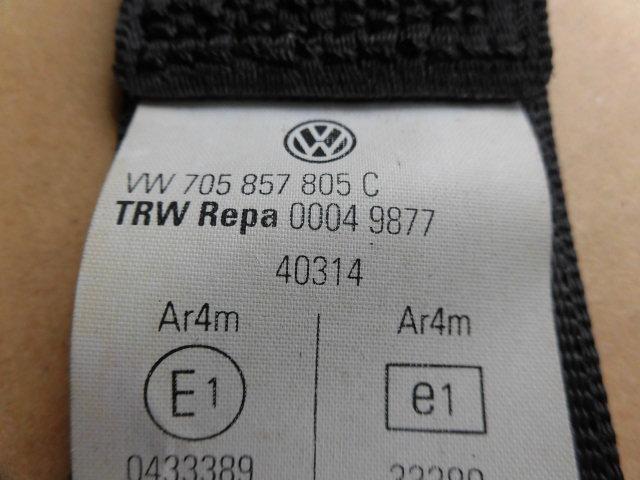 VW 705 857 805 C
TRW Repa 0004 9877
40314
Ar4m Ar4m
E1 e1
0433389